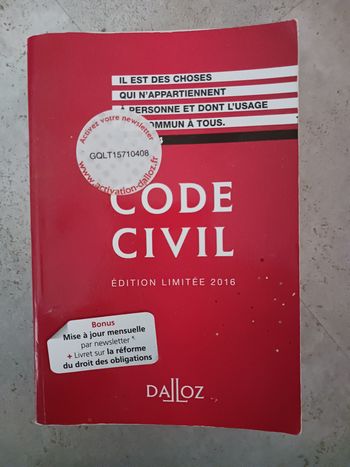 IL EST DES CHOSES
QUI N'APPARTIENNENT
À PERSONNE ET DONT L'USAGE
COMMUN À TOUS.
Activez votre newsletter
GQLT15710408
www.activation-dalloz.fr
CODE
CIVIL
ÉDITION LIMITÉE 2016
Bonus
Mise à jour mensuelle
par newsletter
+ Livret sur la réforme
du droit des obligations
DALLOZ